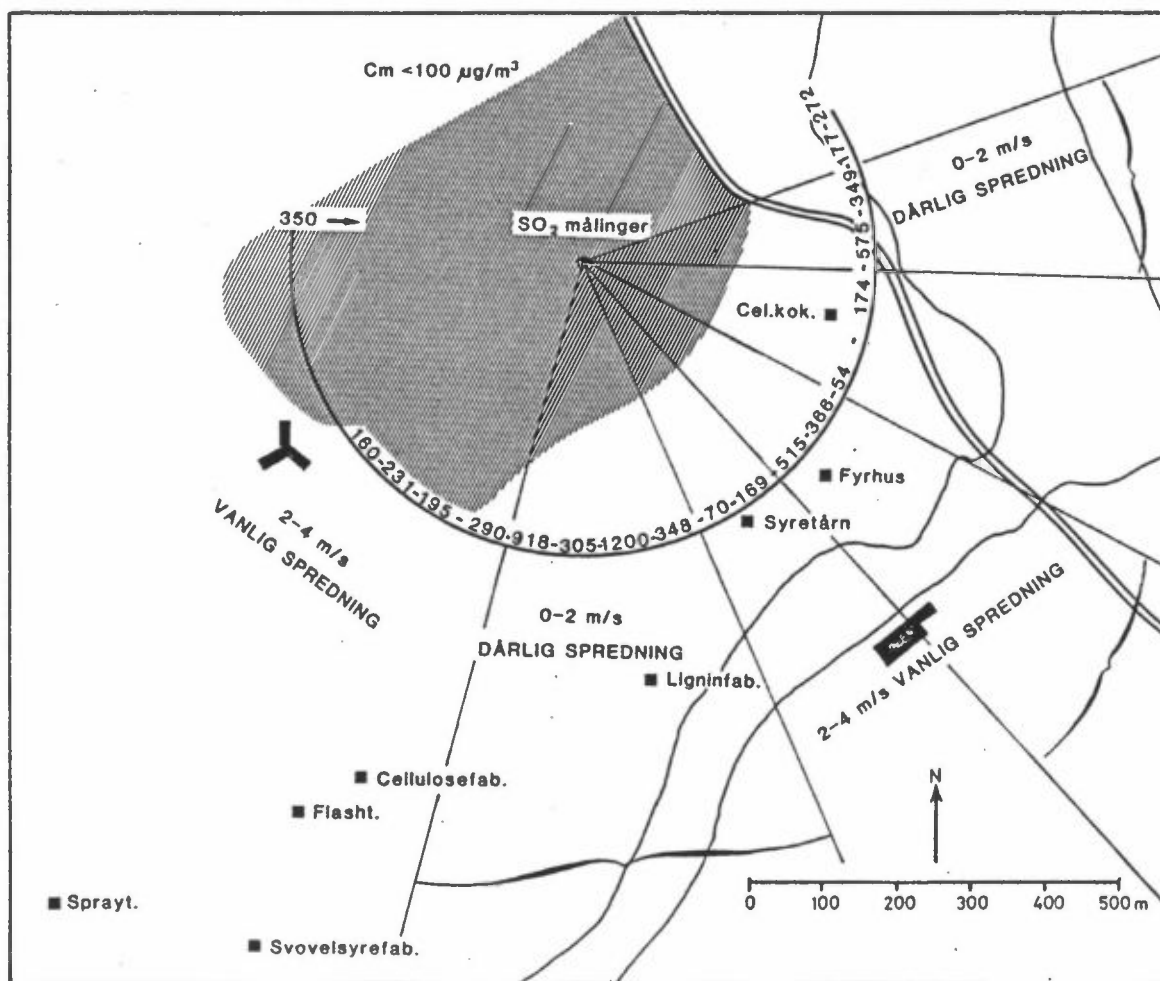 Cm <100 µg/m³
272
-177-
349-
575 -
174 -
0-2 m/s
DÅRLIG SPREDNING
350
SO₂ målinger
Cel.kok.
160-231-195 - 290-918-305-1200-348 -70-169-515-368-54
Fyrhus
Syretårn
2-4 m/s
VANLIG SPREDNING
0-2 m/s
DÅRLIG SPREDNING
Ligninfab.
2-4 m/s VANLIG SPREDNING
Cellulosefab.
Flasht.
N
Sprayt.
Svovelsyrefab.
0 100 200 300 400 500 m